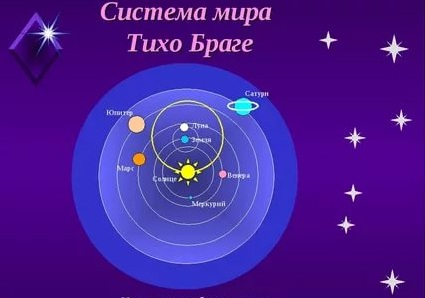 Система мира
Тихо Браге
Сатурн
Юпитер
Луна
Земля
Марс
Солнце
Венера
Меркурий